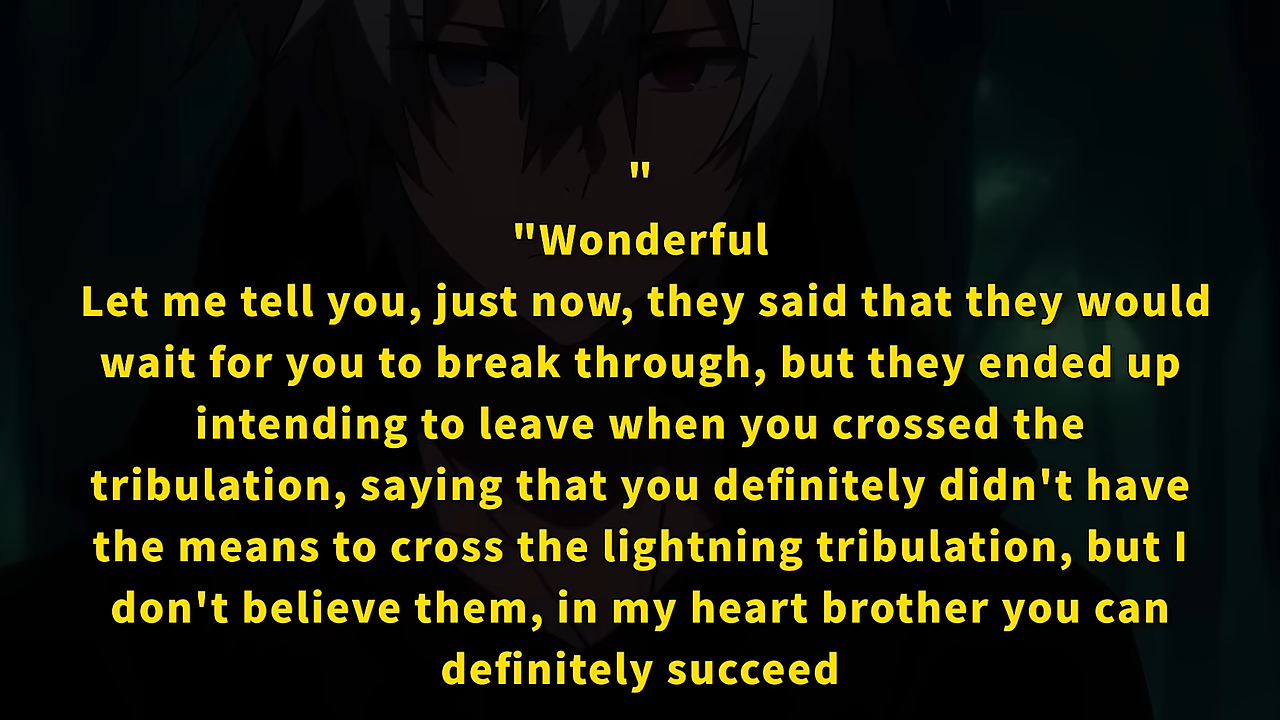 "
"Wonderful
Let me tell you, just now, they said that they would
wait for you to break through, but they ended up
intending to leave when you crossed the
tribulation, saying that you definitely didn't have
the means to cross the lightning tribulation, but I
don't believe them, in my heart brother you can
definitely succeed